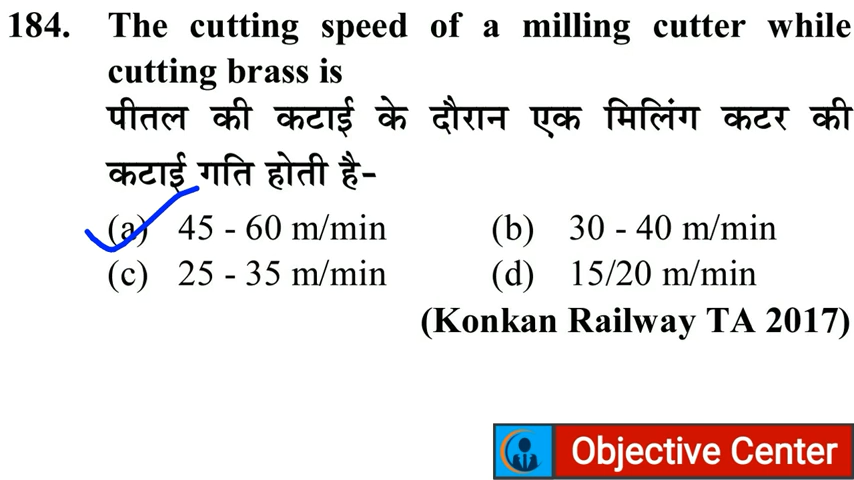 184. The cutting speed of a milling cutter while
cutting brass is
पीतल की कटाई के दौरान एक मिलिंग कटर की
कटाई गति होती है-
(a) 45 - 60 m/min (b) 30 - 40 m/min
(c) 25 - 35 m/min (d) 15/20 m/min
(Konkan Railway TA 2017)
Objective Center